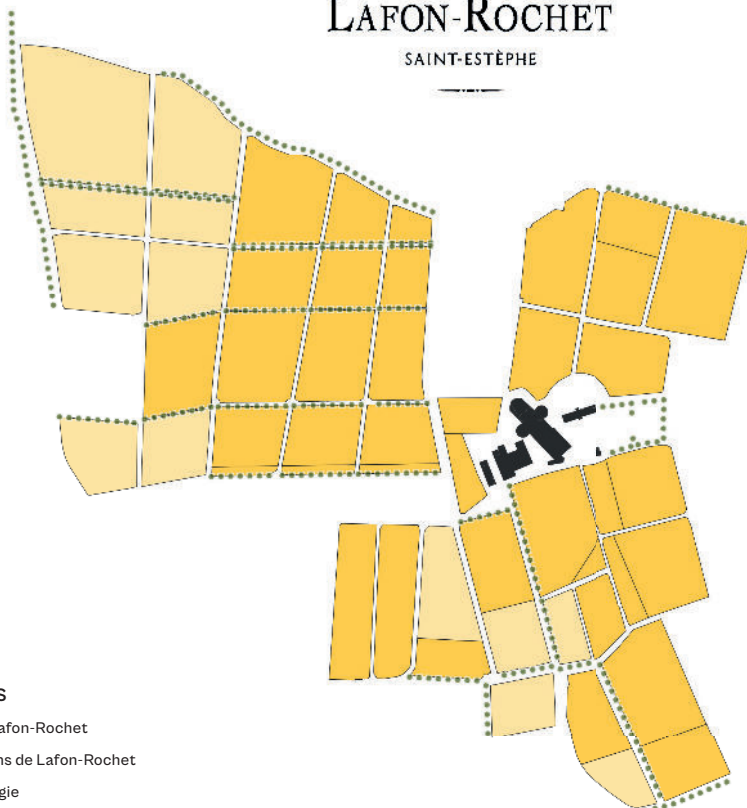 LAFON-ROCHET
SAINT-ESTÈPHE
s
afon-Rochet
ns de Lafon-Rochet
gie